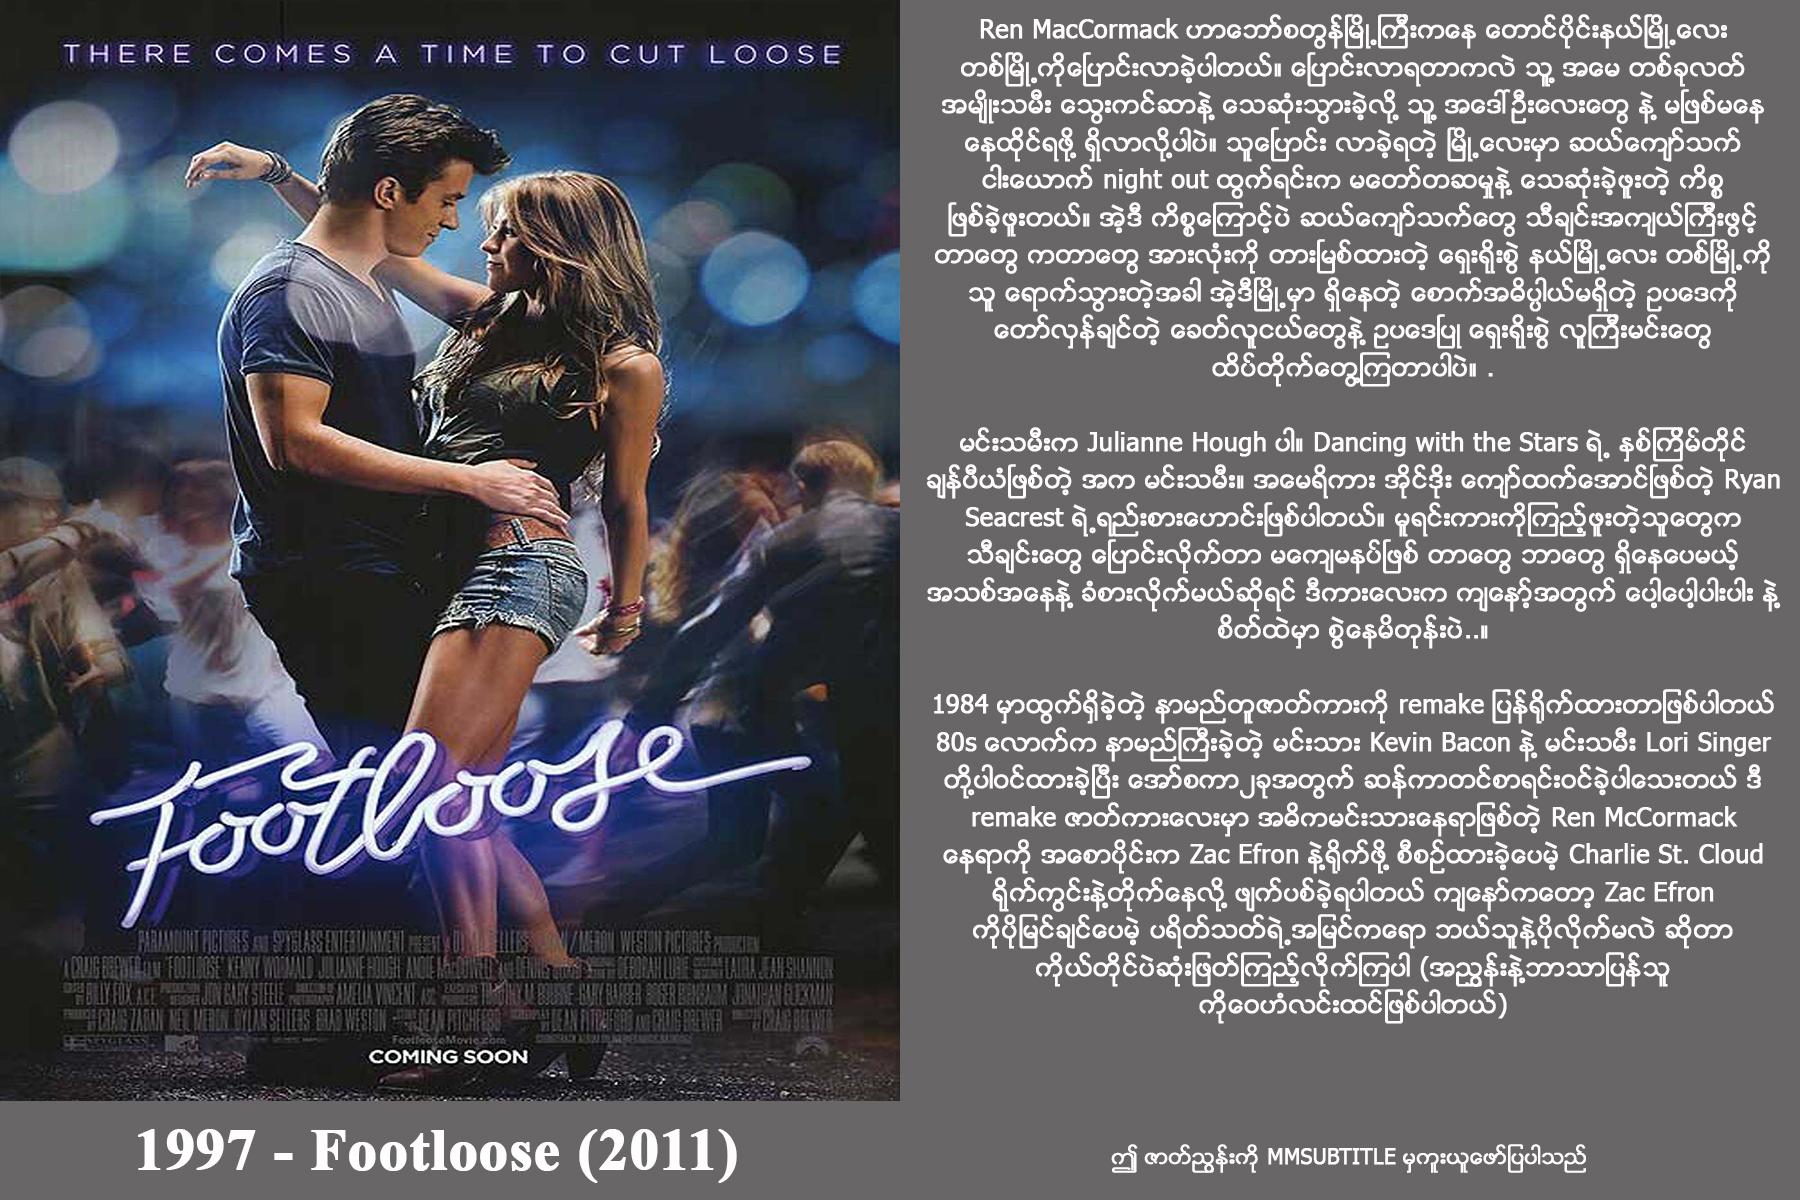 THERE COMES A TIME TO CUT LOOSE
Footloose
PARAMOUNT PICTURES AND SPYGLASS ENTERTAINMENT
FootlooseMovie.com
COMING SOON
1997 - Footloose (2011)
Ren MacCormack ဟာဘော်စတွန်မြို့ကြီးကနေ တောင်ပိုင်းနယ်မြို့လေး
တစ်မြို့ကိုပြောင်းလာခဲ့ပါတယ်။ ပြောင်းလာရတာကလဲ သူ့ အမေ တစ်ခုလတ်
အမျိုးသမီး သွေးကင်ဆာနဲ့ သေဆုံးသွားခဲ့လို့ သူ့ အဒေါ်ဦးလေးတွေ နဲ့ မဖြစ်မနေ
နေထိုင်ရဖို့ ရှိလာလို့ပါပဲ။ သူပြောင်း လာခဲ့ရတဲ့ မြို့လေးမှာ ဆယ်ကျော်သက်
ငါးယောက် night out ထွက်ရင်းက မတော်တဆမှုနဲ့ သေဆုံးခဲ့ဖူးတဲ့ ကိစ္စ
ဖြစ်ခဲ့ဖူးတယ်။ အဲ့ဒီ ကိစ္စကြောင့်ပဲ ဆယ်ကျော်သက်တွေ သီချင်းအကျယ်ကြီးဖွင့်
တာတွေ ကတာတွေ အားလုံးကို တားမြစ်ထားတဲ့ ရှေးရိုးစွဲ နယ်မြို့လေး တစ်မြို့ကို
သူ ရောက်သွားတဲ့အခါ အဲ့ဒီမြို့မှာ ရှိနေတဲ့ စောက်အဓိပ္ပါယ်မရှိတဲ့ ဥပဒေကို
တော်လှန်ချင်တဲ့ ခေတ်လူငယ်တွေနဲ့ ဥပဒေပြု ရှေးရိုးစွဲ လူကြီးမင်းတွေ
ထိပ်တိုက်တွေ့ကြတာပါပဲ။ .
မင်းသမီးက Julianne Hough ပါ။ Dancing with the Stars ရဲ့ နှစ်ကြိမ်တိုင်
ချန်ပီယံဖြစ်တဲ့ အက မင်းသမီး။ အမေရိကား အိုင်ဒိုး ကျော်ထက်အောင်ဖြစ်တဲ့ Ryan
Seacrest ရဲ့ရည်းစားဟောင်းဖြစ်ပါတယ်။ မူရင်းကားကိုကြည့်ဖူးတဲ့သူတွေက
သီချင်းတွေ ပြောင်းလိုက်တာ မကျေမနပ်ဖြစ် တာတွေ ဘာတွေ ရှိနေပေမယ့်
အသစ်အနေနဲ့ ခံစားလိုက်မယ်ဆိုရင် ဒီကားလေးက ကျနော့်အတွက် ပေါ့ပေါ့ပါးပါး နဲ့
စိတ်ထဲမှာ စွဲနေမိတုန်းပဲ..။
1984 မှာထွက်ရှိခဲ့တဲ့ နာမည်တူဇာတ်ကားကို remake ပြန်ရိုက်ထားတာဖြစ်ပါတယ်
80s လောက်က နာမည်ကြီးခဲ့တဲ့ မင်းသား Kevin Bacon နဲ့ မင်းသမီး Lori Singer
တို့ပါဝင်ထားခဲ့ပြီး အော်စကာ၂ခုအတွက် ဆန်ကာတင်စာရင်းဝင်ခဲ့ပါသေးတယ် ဒီ
remake ဇာတ်ကားလေးမှာ အဓိကမင်းသားနေရာဖြစ်တဲ့ Ren McCormack
နေရာကို အစောပိုင်းက Zac Efron နဲ့ရိုက်ဖို့ စီစဉ်ထားခဲ့ပေမဲ့ Charlie St. Cloud
ရိုက်ကွင်းနဲ့တိုက်နေလို့ ဖျက်ပစ်ခဲ့ရပါတယ် ကျနော်ကတော့ Zac Efron
ကိုပိုမြင်ချင်ပေမဲ့ ပရိတ်သတ်ရဲ့အမြင်ကရော ဘယ်သူနဲ့ပိုလိုက်မလဲ ဆိုတာ
ကိုယ်တိုင်ပဲဆုံးဖြတ်ကြည့်လိုက်ကြပါ (အညွှန်းနဲ့ဘာသာပြန်သူ
ကိုဝေဟံလင်းထင်ဖြစ်ပါတယ်)
ဤ ဇာတ်ညွှန်းကို MMSUBTITLE မှကူးယူဖော်ပြပါသည်